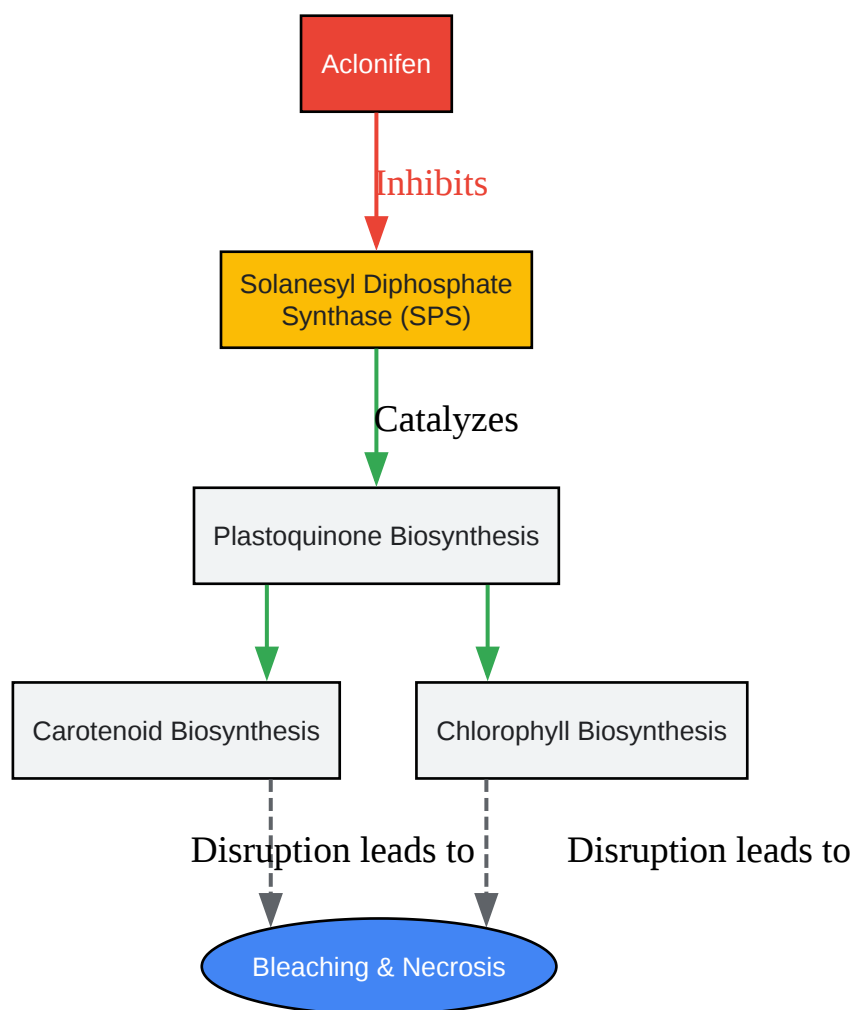 Aclonifen
Inhibits
Solanesyl Diphosphate
Synthase (SPS)
Catalyzes
Plastoquinone Biosynthesis
Carotenoid Biosynthesis
Chlorophyll Biosynthesis
Disruption leads to
Disruption leads to
Bleaching & Necrosis